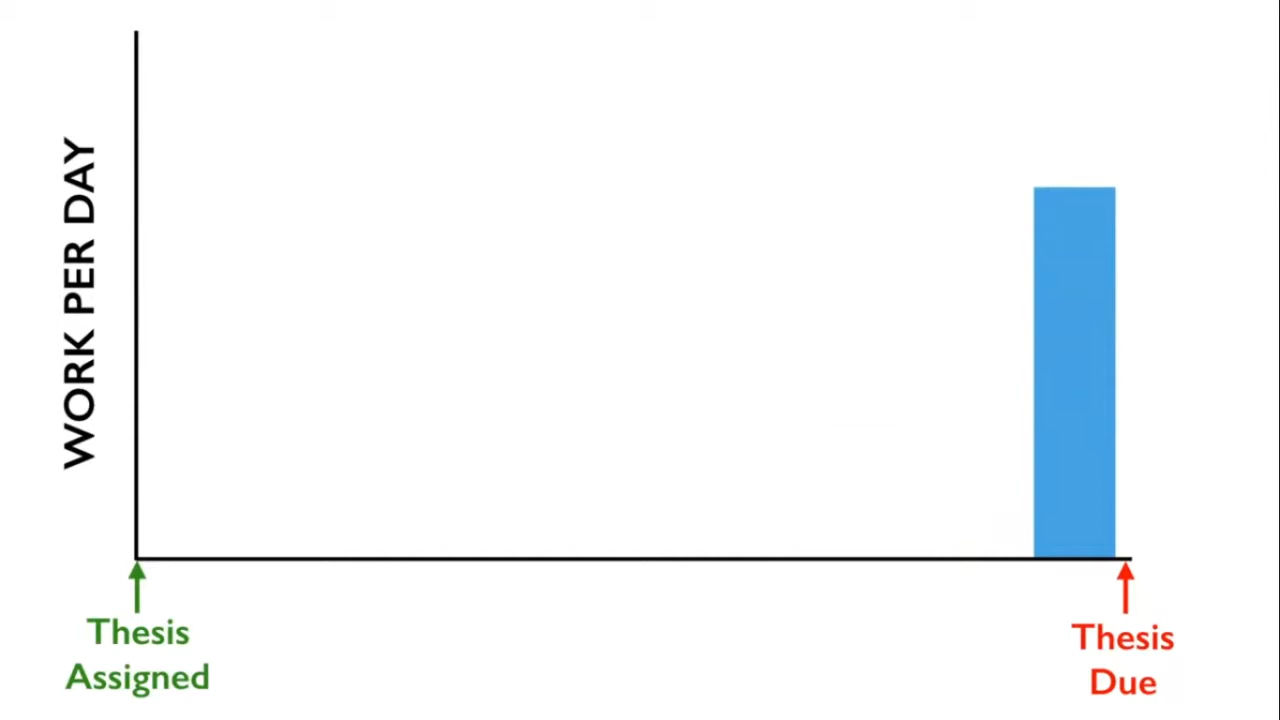 WORK PER DAY
Thesis
Assigned
Thesis
Due